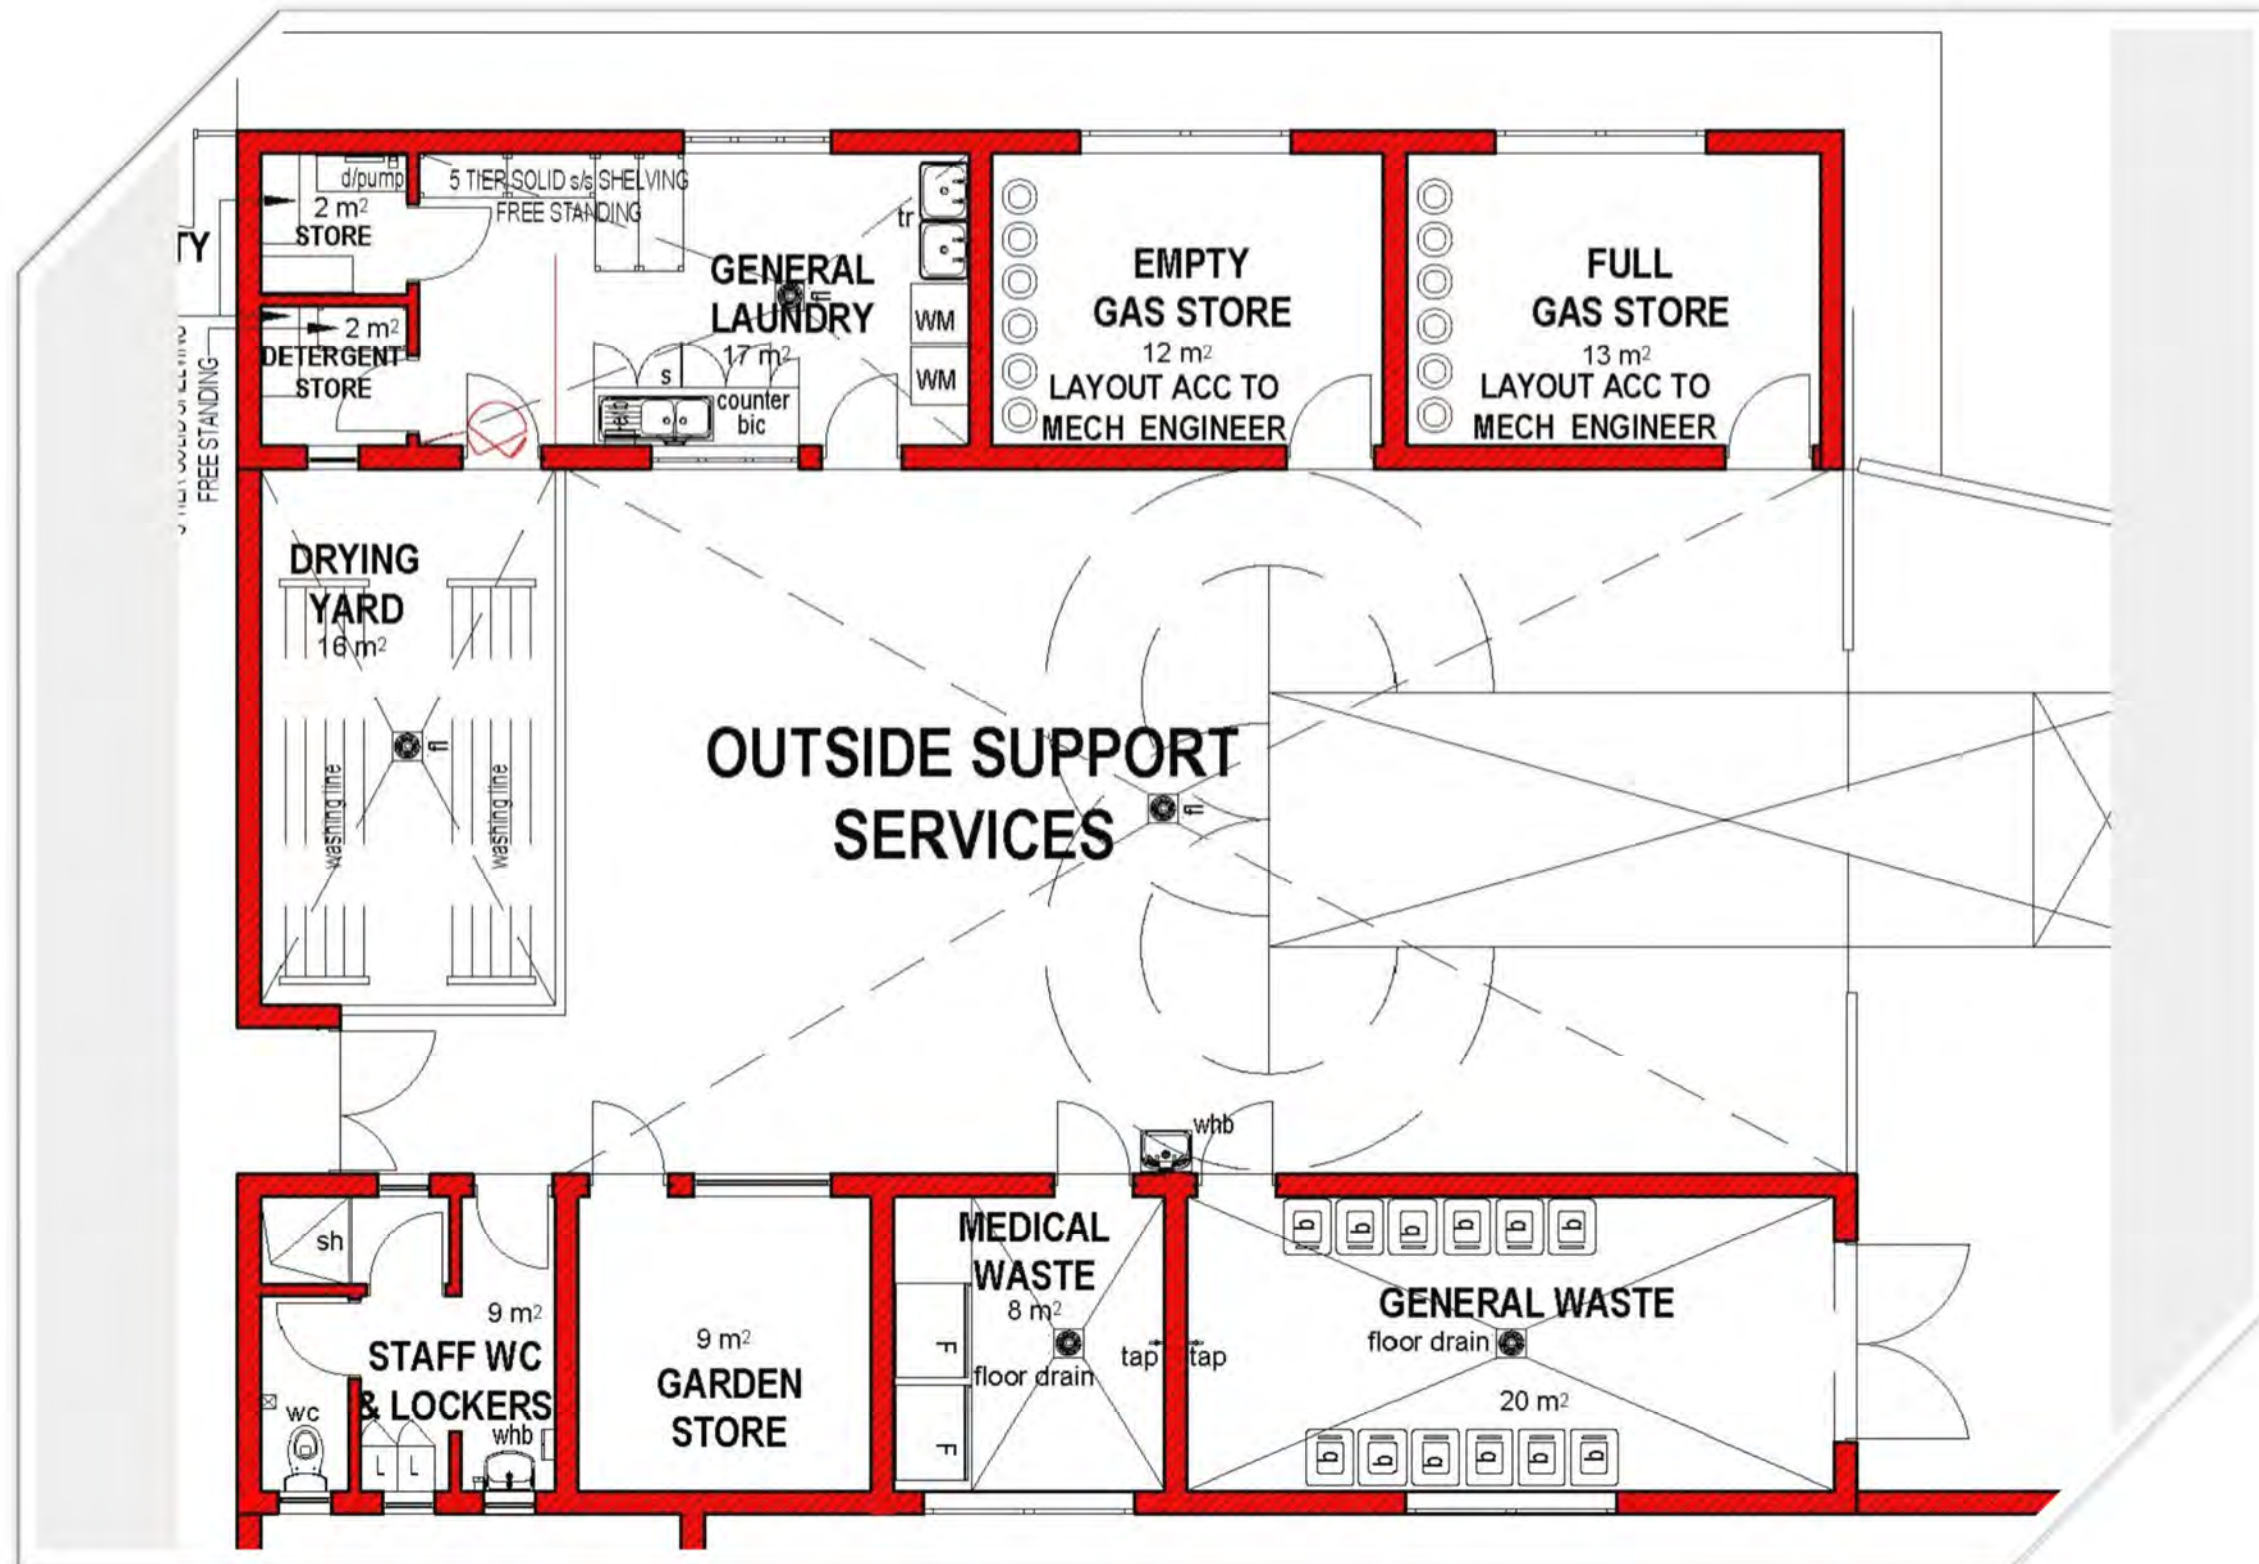 d/pump
5 TIER SOLID s/s SHELVING
FREE STANDING
2 m²
STORE
TY
tr
GENERAL
LAUNDRY
17 m²
fl
WM
WM
EMPTY
GAS STORE
12 m²
LAYOUT ACC TO
MECH ENGINEER
FULL
GAS STORE
13 m²
LAYOUT ACC TO
MECH ENGINEER
2 m²
DETERGENT
STORE
s
counter
bic
FREE STANDING
DRYING
YARD
16 m²
fl
washing line
washing line
OUTSIDE SUPPORT
SERVICES
fl
whb
sh
9 m²
STAFF WC
& LOCKERS
wc
whb
L
L
9 m²
GARDEN
STORE
MEDICAL
WASTE
8 m²
F
F
floor drain
tap
tap
b b b b b b
GENERAL WASTE
floor drain
20 m²
b b b b b b